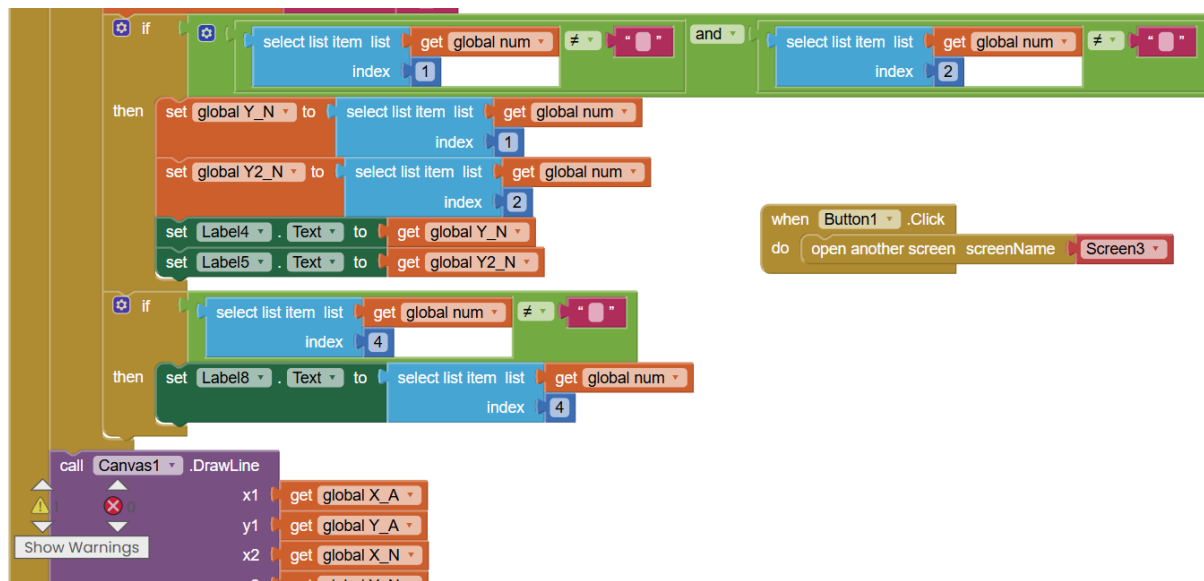 if select list item list get global num ≠ " " and select list item list get global num ≠ " "
index 1 index 2
then set global Y_N to select list item list get global num
index 1
set global Y2_N to select list item list get global num
index 2
set Label4 . Text to get global Y_N
set Label5 . Text to get global Y2_N
when Button1 .Click
do open another screen screenName Screen3
if select list item list get global num ≠ " "
index 4
then set Label8 . Text to select list item list get global num
index 4
call Canvas1 .DrawLine
x1 get global X_A
y1 get global Y_A
x2 get global X_N
Show Warnings